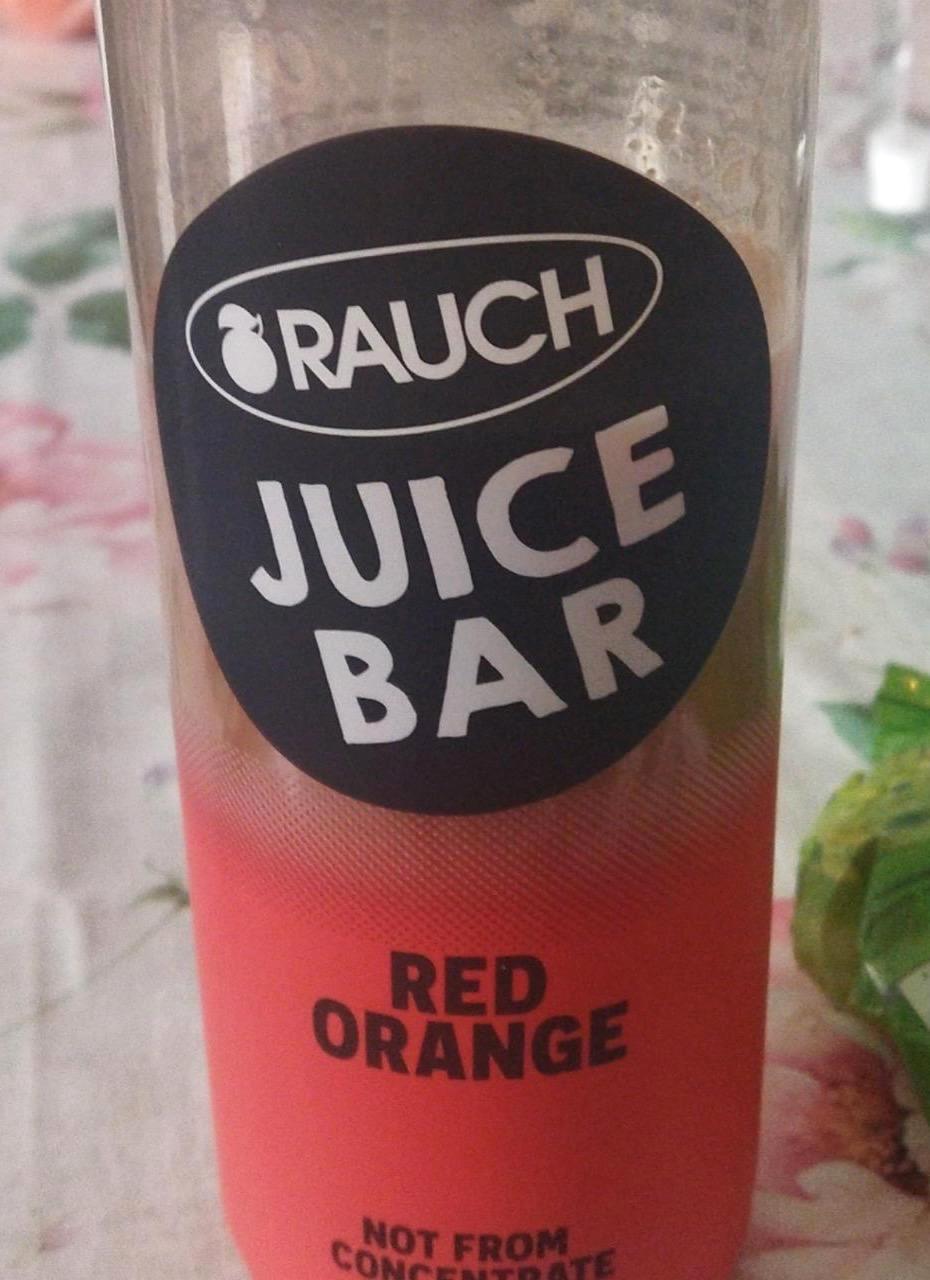 RAUCH
JUICE
BAR
RED
ORANGE
NOT FROM
CONCENTRATE